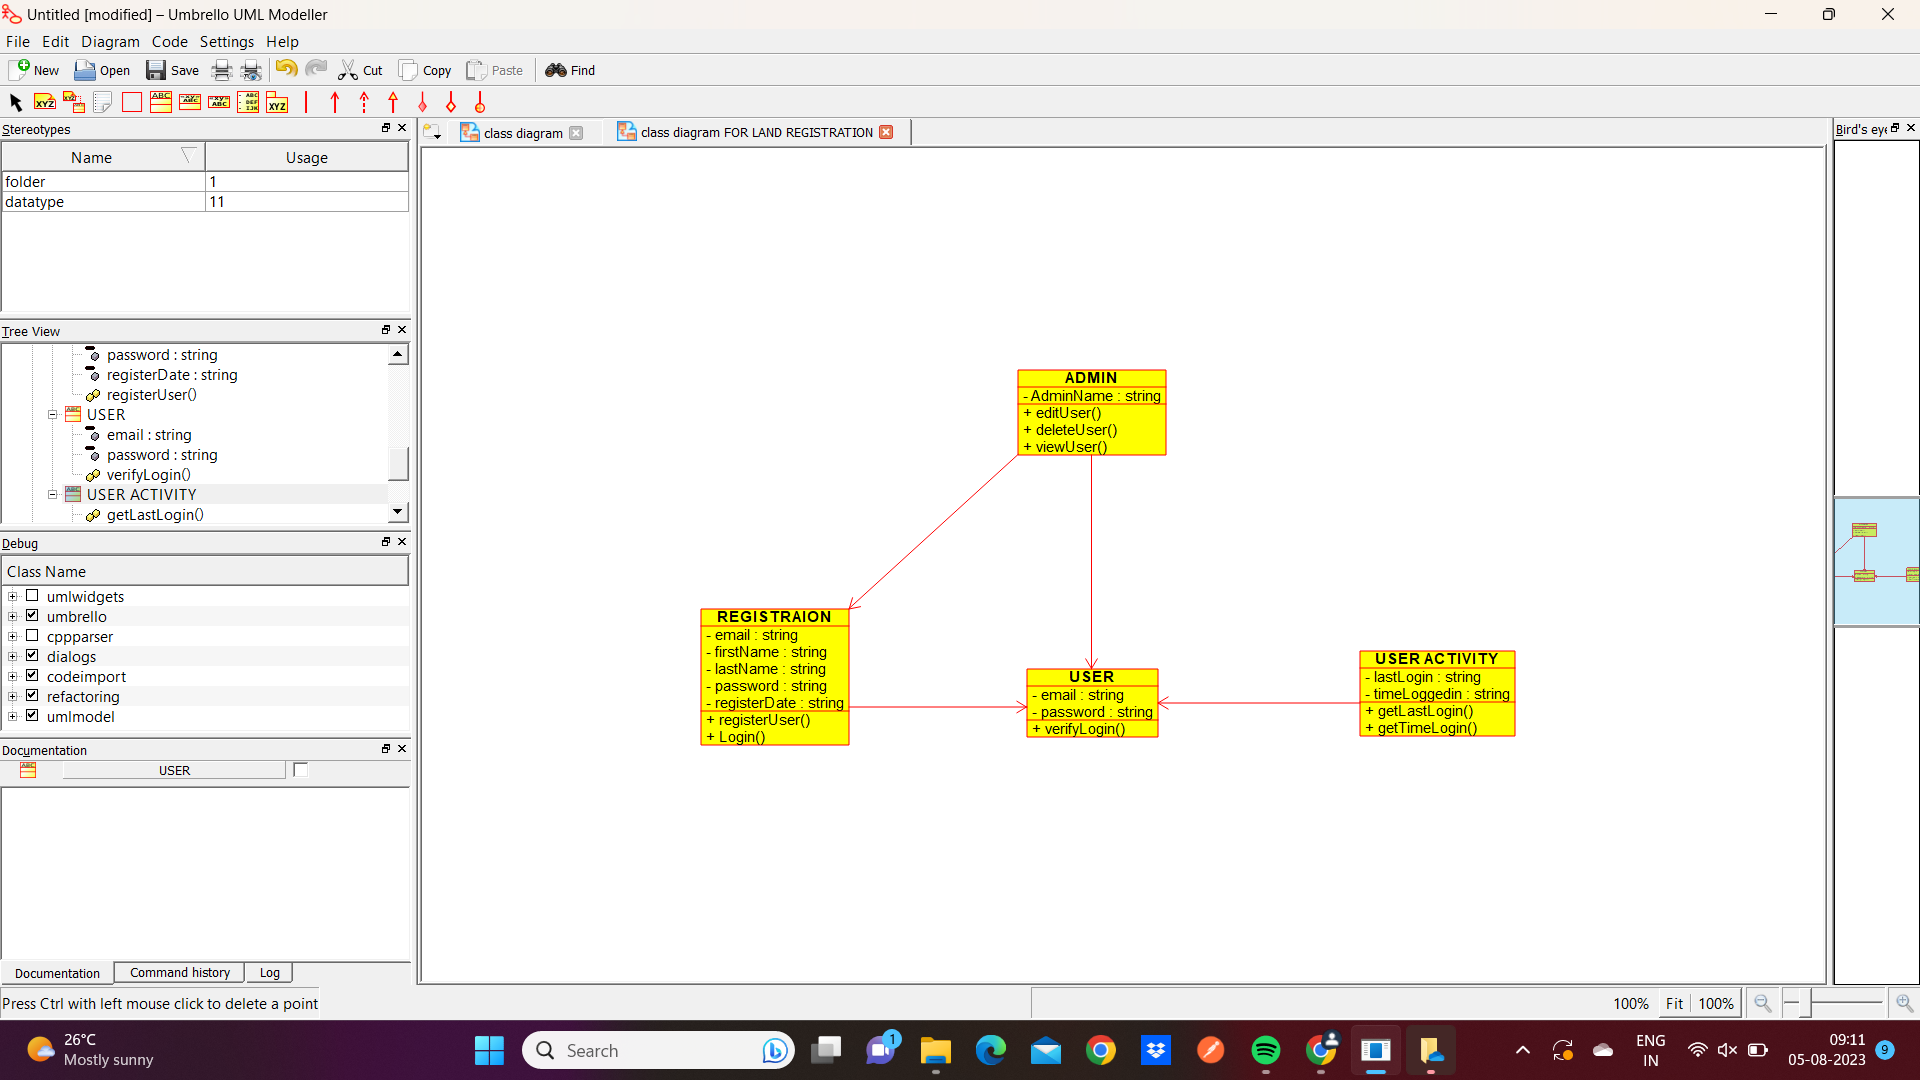 Untitled [modified] – Umbrello UML Modeller
File Edit Diagram Code Settings Help
New Open Save Cut Copy Paste Find
Stereotypes
Name Usage
folder 1
datatype 11
Tree View
password : string
registerDate : string
registerUser()
USER
email : string
password : string
verifyLogin()
USER ACTIVITY
getLastLogin()
Debug
Class Name
umlwidgets
umbrello
cppparser
dialogs
codeimport
refactoring
umlmodel
Documentation
USER
Documentation Command history Log
Press Ctrl with left mouse click to delete a point
class diagram
class diagram FOR LAND REGISTRATION
ADMIN
- AdminName : string
+ editUser()
+ deleteUser()
+ viewUser()
REGISTRAION
- email : string
- firstName : string
- lastName : string
- password : string
- registerDate : string
+ registerUser()
+ Login()
USER
- email : string
- password : string
+ verifyLogin()
USER ACTIVITY
- lastLogin : string
- timeLoggedin : string
+ getLastLogin()
+ getTimeLogin()
Bird's eye
100% Fit 100%
26°C
Mostly sunny
Search
1
ENG
IN
09:11
05-08-2023
9